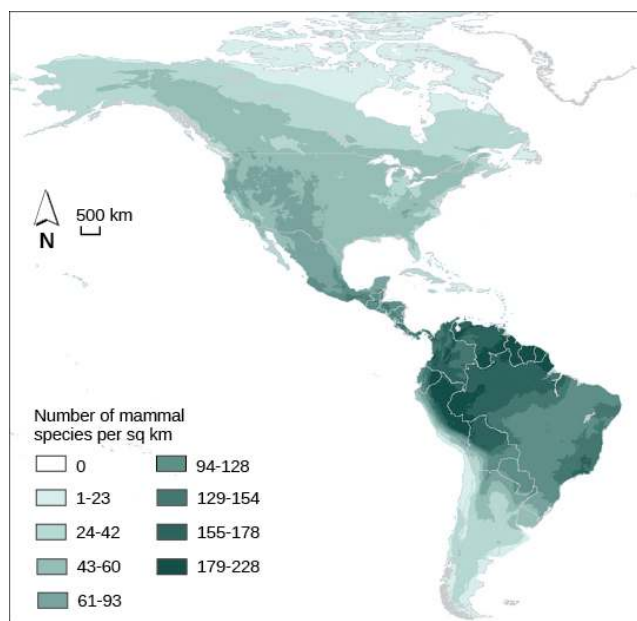 500 km
N
Number of mammal
species per sq km
0
1-23
24-42
43-60
61-93
94-128
129-154
155-178
179-228